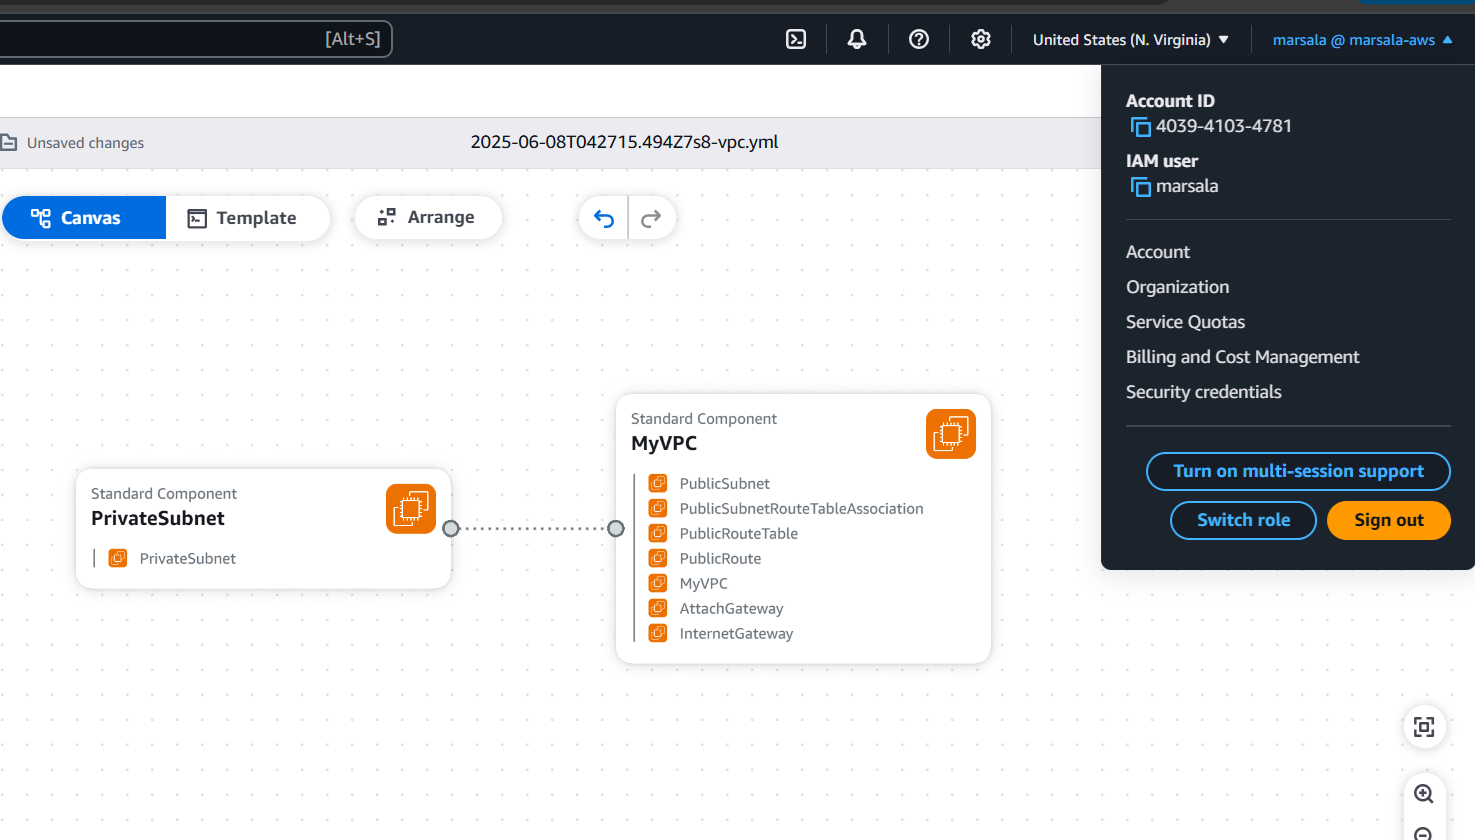 [Alt+S]
United States (N. Virginia)
marsala @ marsala-aws
Account ID
4039-4103-4781
IAM user
marsala
Account
Organization
Service Quotas
Billing and Cost Management
Security credentials
Turn on multi-session support
Switch role
Sign out
Unsaved changes
2025-06-08T042715.494Z7s8-vpc.yml
Canvas
Template
Arrange
Standard Component
PrivateSubnet
PrivateSubnet
Standard Component
MyVPC
PublicSubnet
PublicSubnetRouteTableAssociation
PublicRouteTable
PublicRoute
MyVPC
AttachGateway
InternetGateway